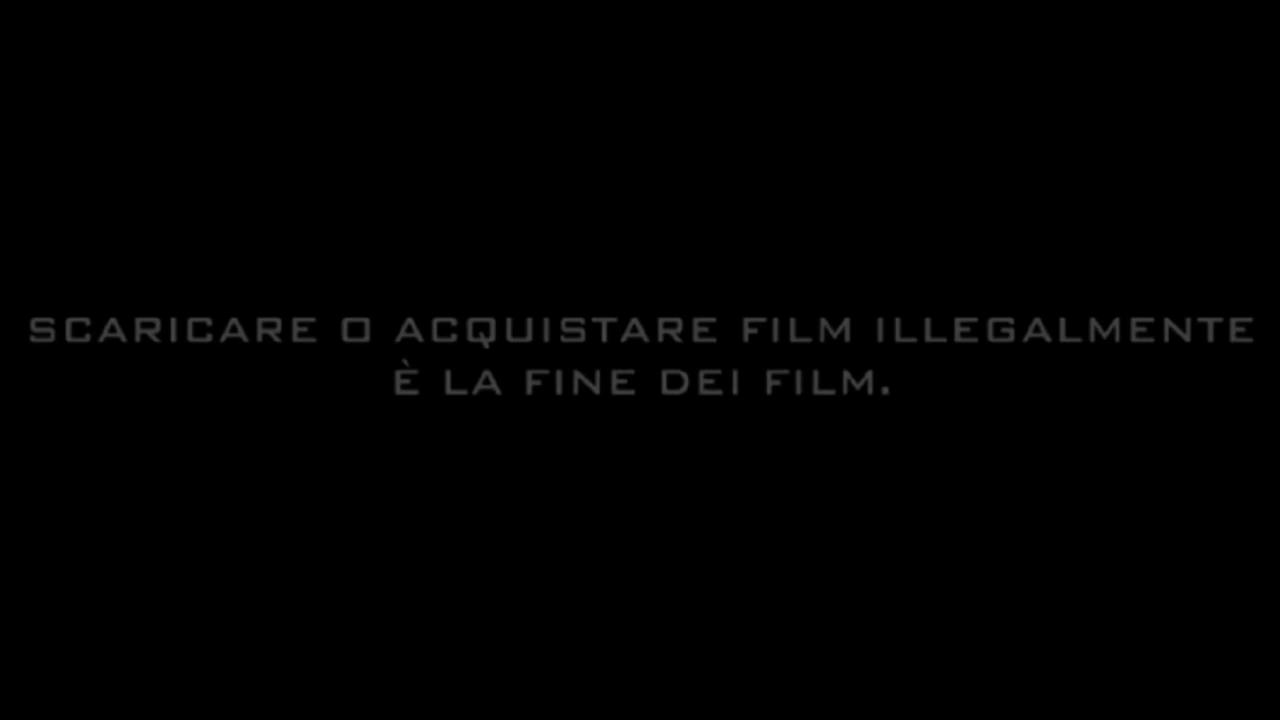 SCARICARE O ACQUISTARE FILM ILLEGALMENTE
È LA FINE DEI FILM.